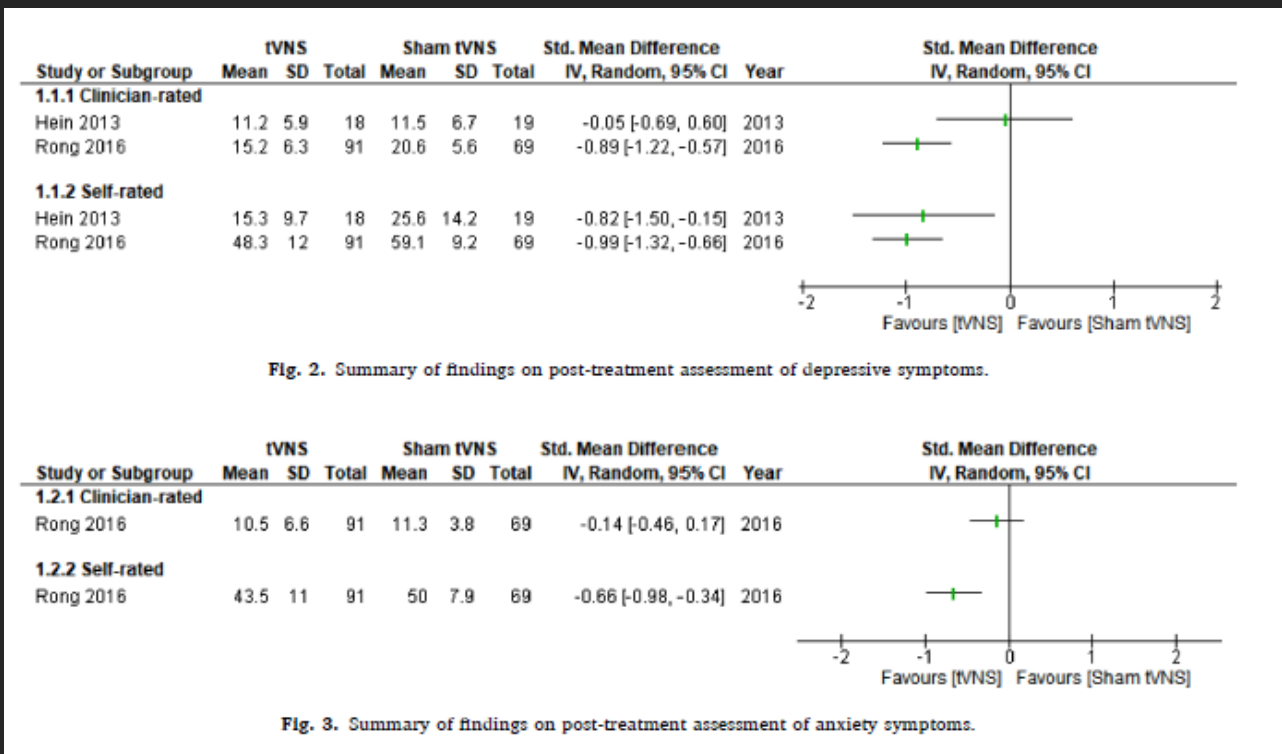 tVNS Sham tVNS Std. Mean Difference Std. Mean Difference
Study or Subgroup Mean SD Total Mean SD Total IV, Random, 95% CI Year IV, Random, 95% CI
1.1.1 Clinician-rated
Hein 2013 11.2 5.9 18 11.5 6.7 19 -0.05 [-0.69, 0.60] 2013
Rong 2016 15.2 6.3 91 20.6 5.6 69 -0.89 [-1.22, -0.57] 2016
1.1.2 Self-rated
Hein 2013 15.3 9.7 18 25.6 14.2 19 -0.82 [-1.50, -0.15] 2013
Rong 2016 48.3 12 91 59.1 9.2 69 -0.99 [-1.32, -0.66] 2016
-2 -1 0 1 2
Favours [tVNS] Favours [Sham tVNS]
Fig. 2. Summary of findings on post-treatment assessment of depressive symptoms.
tVNS Sham tVNS Std. Mean Difference Std. Mean Difference
Study or Subgroup Mean SD Total Mean SD Total IV, Random, 95% CI Year IV, Random, 95% CI
1.2.1 Clinician-rated
Rong 2016 10.5 6.6 91 11.3 3.8 69 -0.14 [-0.46, 0.17] 2016
1.2.2 Self-rated
Rong 2016 43.5 11 91 50 7.9 69 -0.66 [-0.98, -0.34] 2016
-2 -1 0 1 2
Favours [tVNS] Favours [Sham tVNS]
Fig. 3. Summary of findings on post-treatment assessment of anxiety symptoms.